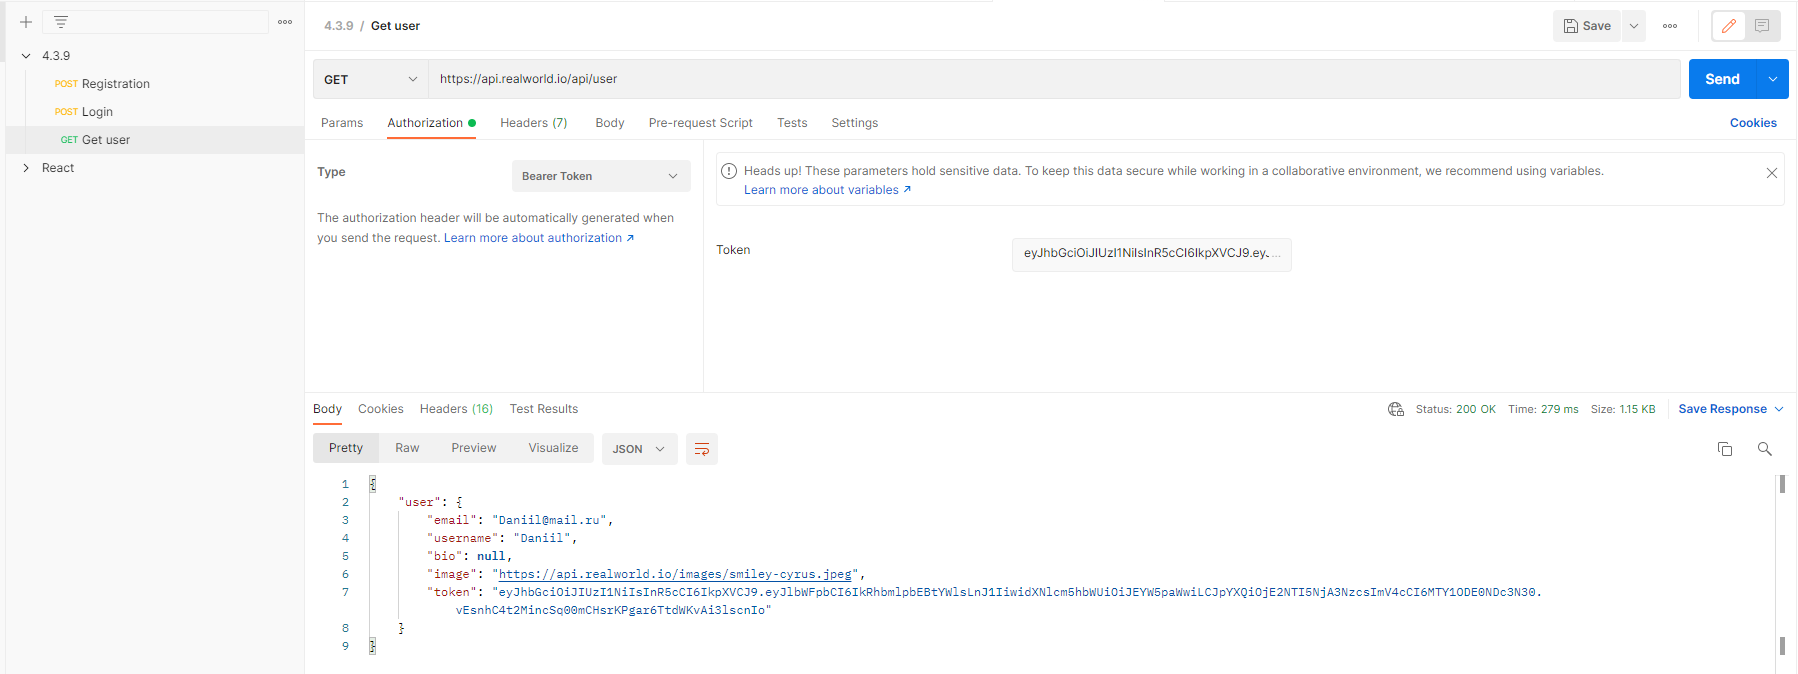 4.3.9 / Get user
Save
4.3.9
POST Registration
POST Login
GET Get user
React
GET
https://api.realworld.io/api/user
Send
Params
Authorization
Headers (7)
Body
Pre-request Script
Tests
Settings
Cookies
Type
Bearer Token
The authorization header will be automatically generated when
you send the request. Learn more about authorization ↗
Heads up! These parameters hold sensitive data. To keep this data secure while working in a collaborative environment, we recommend using variables.
Learn more about variables ↗
Token
eyJhbGciOiJIUzI1NiIsInR5cCI6IkpXVCJ9.ey. ...
Body
Cookies
Headers (16)
Test Results
Status: 200 OK
Time: 279 ms
Size: 1.15 KB
Save Response
Pretty
Raw
Preview
Visualize
JSON
1 {
2 "user": {
3 "email": "Daniil@mail.ru",
4 "username": "Daniil",
5 "bio": null,
6 "image": "https://api.realworld.io/images/smiley-cyrus.jpeg",
7 "token": "eyJhbGciOiJIUzI1NiIsInR5cCI6IkpXVCJ9.eyJlbWFpbCI6IkRhbmlpbEBtYWlsLnJ1IiwidXNlcm5hbWUiOiJEYW5paWwiLCJpYXQiOjE2NTI5NjA3NzcsImV4cCI6MTY1ODE0NDc3N30.
vEsnhC4t2MincSq00mCHsrKPgar6TtdWKvAi3lscnIo"
8 }
9 }